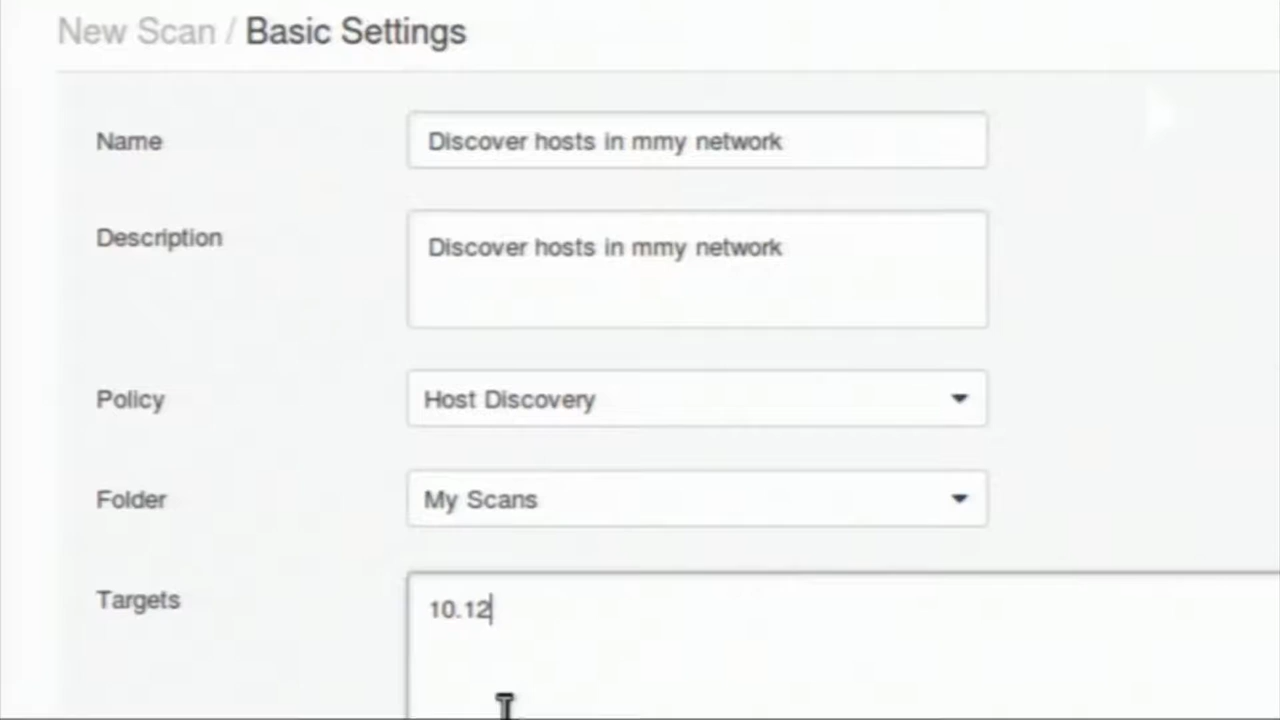 New Scan / Basic Settings
Name
Discover hosts in mmy network
Description
Discover hosts in mmy network
Policy
Host Discovery
Folder
My Scans
Targets
10.12